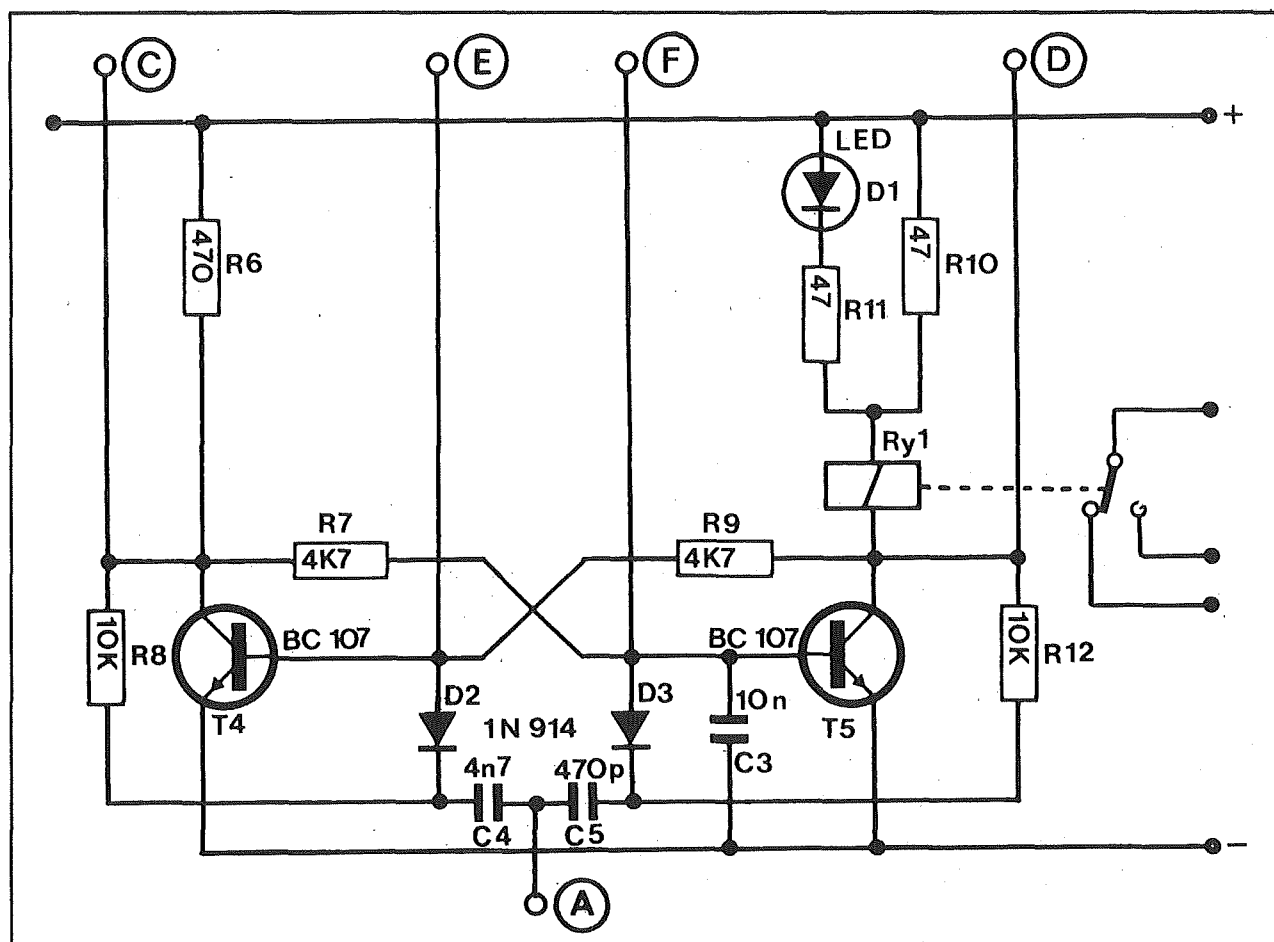 C
E
F
D
+
LED
D1
470
R6
47
R10
47
R11
Ry1
R7
4K7
R9
4K7
10K
R8
BC 107
BC 107
10K
R12
T4
D2
D3
10n
T5
1N 914
C3
4n7
470p
C4
C5
-
A